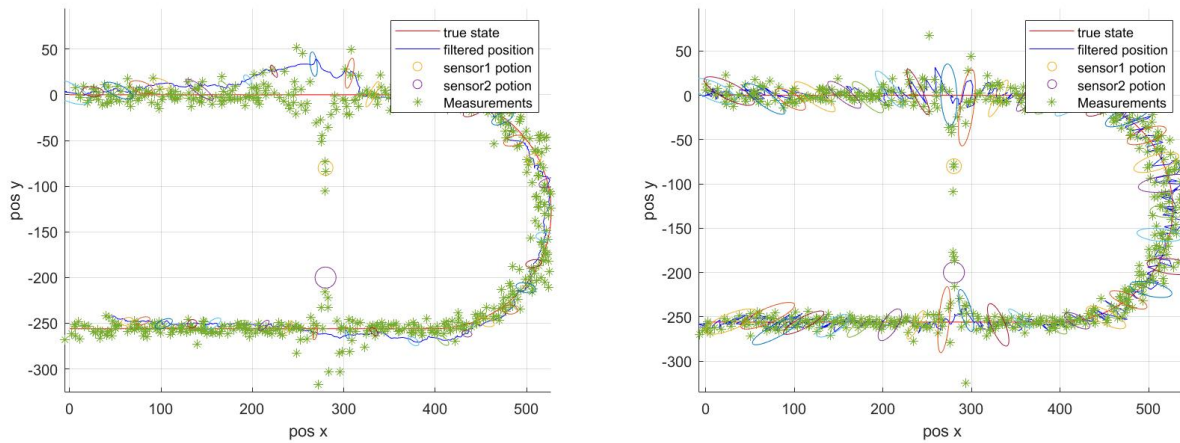 50
0
-50
-100
-150
-200
-250
-300
pos y
0
100
200
300
400
500
pos x
true state
filtered position
sensor1 potion
sensor2 potion
Measurements
50
0
-50
-100
-150
-200
-250
-300
pos y
0
100
200
300
400
500
pos x
true state
filtered position
sensor1 potion
sensor2 potion
Measurements